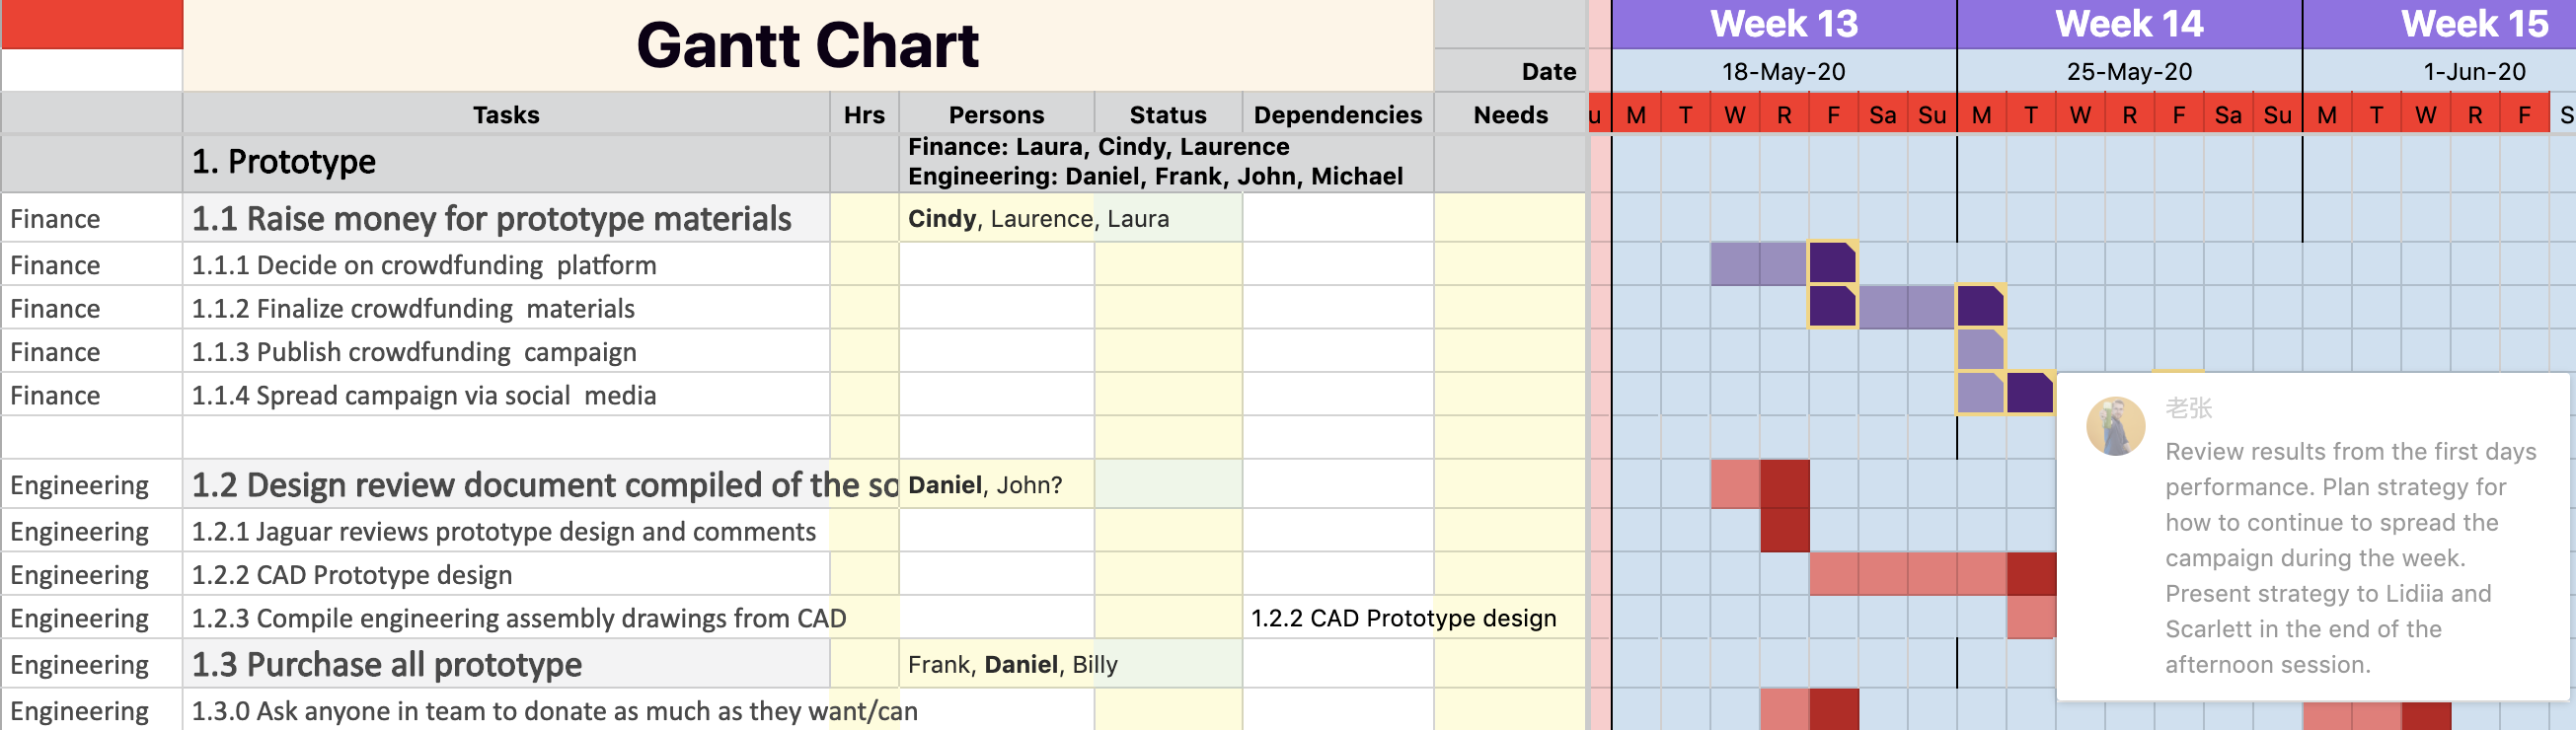 Gantt Chart
Week 13 Week 14 Week 15
Date 18-May-20 25-May-20 1-Jun-20
Tasks Hrs Persons Status Dependencies Needs u M T W R F Sa Su M T W R F Sa Su M T W R F S
1. Prototype
Finance: Laura, Cindy, Laurence
Engineering: Daniel, Frank, John, Michael
Finance 1.1 Raise money for prototype materials Cindy, Laurence, Laura
Finance 1.1.1 Decide on crowdfunding platform
Finance 1.1.2 Finalize crowdfunding materials
Finance 1.1.3 Publish crowdfunding campaign
Finance 1.1.4 Spread campaign via social media
Engineering 1.2 Design review document compiled of the so Daniel, John?
Engineering 1.2.1 Jaguar reviews prototype design and comments
Engineering 1.2.2 CAD Prototype design
Engineering 1.2.3 Compile engineering assembly drawings from CAD 1.2.2 CAD Prototype design
Engineering 1.3 Purchase all prototype Frank, Daniel, Billy
Engineering 1.3.0 Ask anyone in team to donate as much as they want/can
老张
Review results from the first days
performance. Plan strategy for
how to continue to spread the
campaign during the week.
Present strategy to Lidiia and
Scarlett in the end of the
afternoon session.